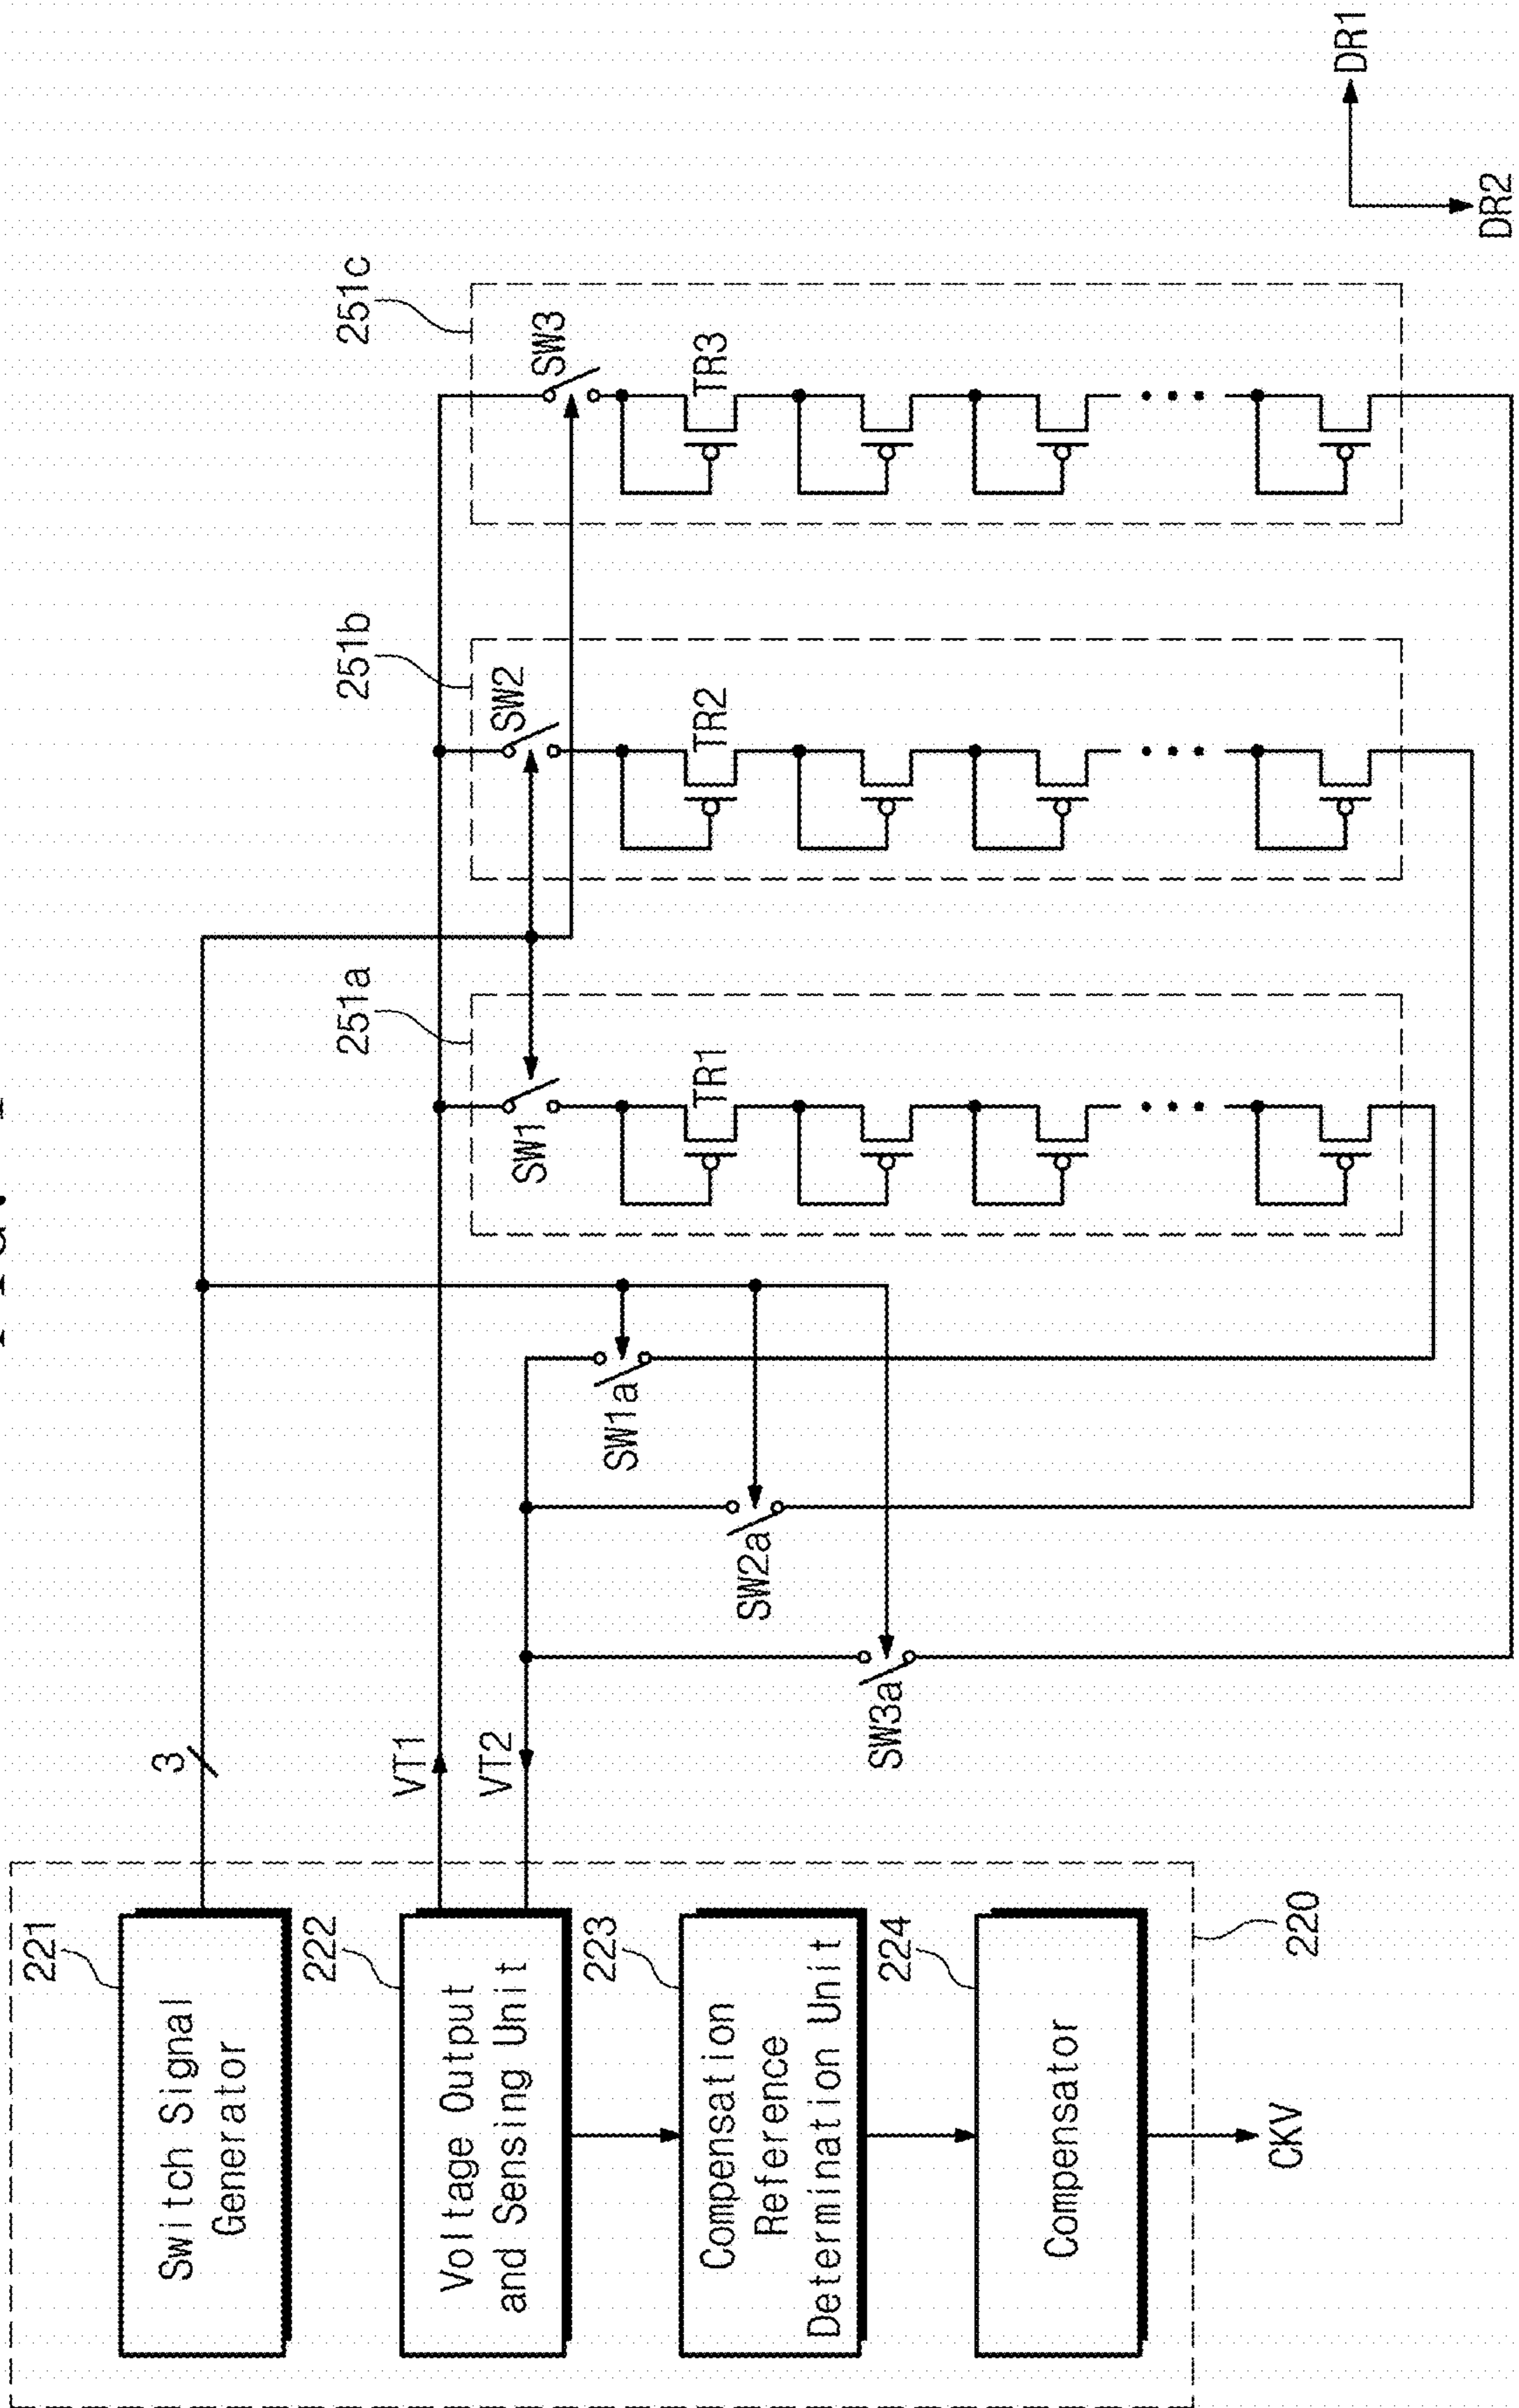 251c
SW3
TR3
DR1
DR2
251b
SW2
TR2
251a
SW1
TR1
SW1a
SW2a
SW3a
3
VT1
VT2
221
Switch Signal
Generator
222
Voltage Output
and Sensing Unit
223
Compensation
Reference
Determination Unit
224
Compensator
220
CKV